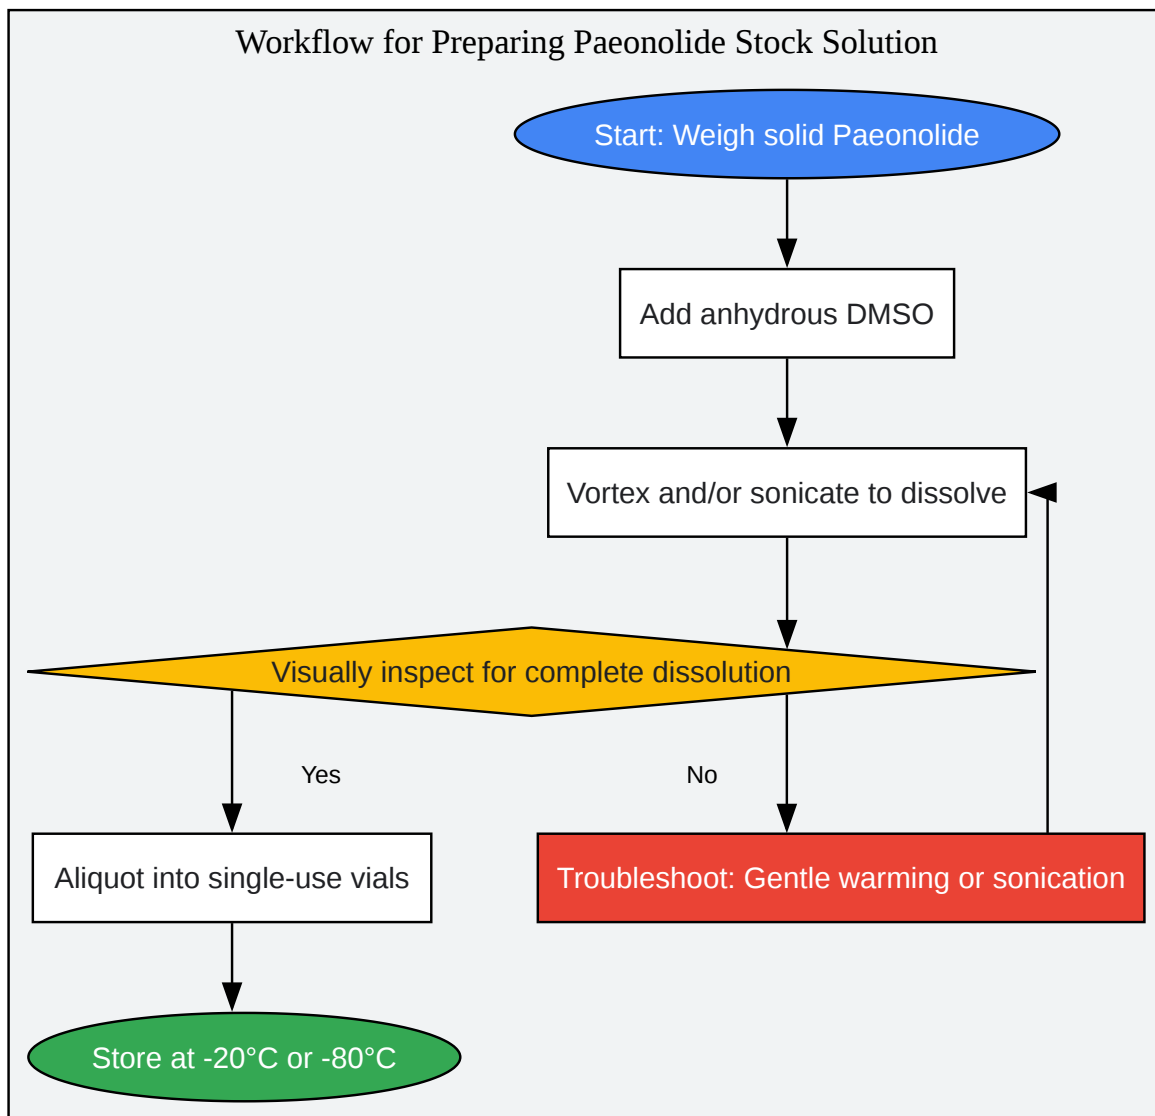 Workflow for Preparing Paeonolide Stock Solution
Start: Weigh solid Paeonolide
Add anhydrous DMSO
Vortex and/or sonicate to dissolve
Visually inspect for complete dissolution
Yes
No
Aliquot into single-use vials
Troubleshoot: Gentle warming or sonication
Store at -20°C or -80°C